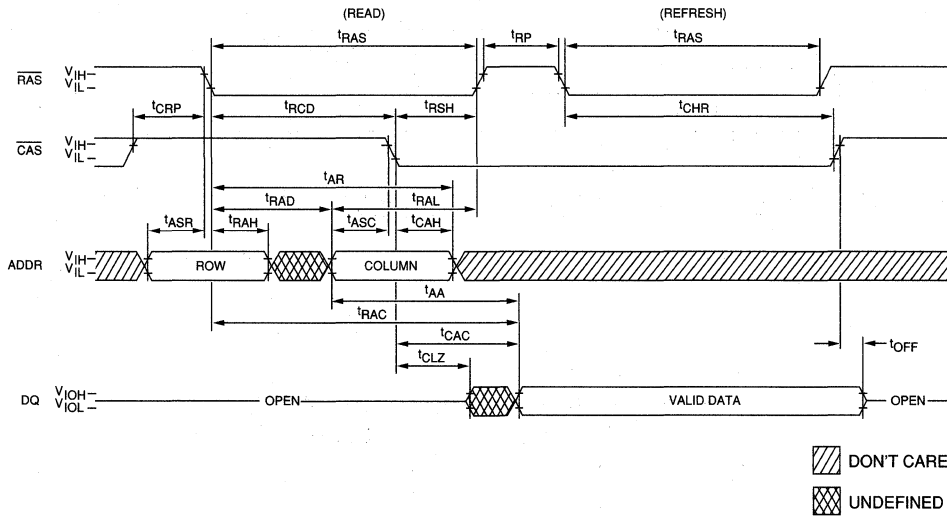 (READ) (REFRESH)
tRAS tRP tRAS
RAS VIH VIL
tCRP tRCD tRSH tCHR
CAS VIH VIL
tAR
tRAD tRAL
tASR tRAH tASC tCAH
ADDR VIH VIL ROW COLUMN
tAA
tRAC
tCAC
tCLZ tOFF
DQ VIOH VIOL OPEN VALID DATA OPEN
DON'T CARE
UNDEFINED